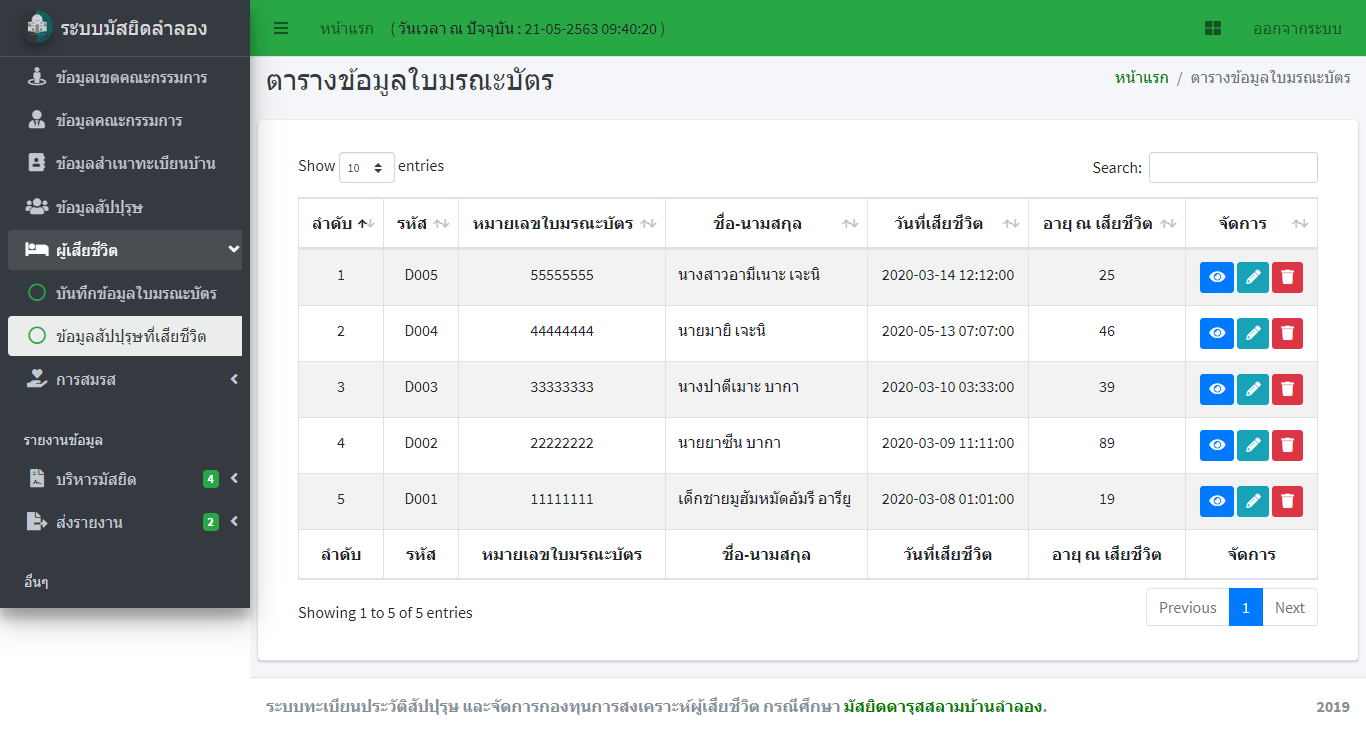 ระบบมัสยิดลำลอง
หน้าแรก ( วันเวลา ณ ปัจจุบัน : 21-05-2563 09:40:20 )
ออกจากระบบ
ข้อมูลเขตคณะกรรมการ
ข้อมูลคณะกรรมการ
ข้อมูลสำเนาทะเบียนบ้าน
ข้อมูลสัปปุรุษ
ผู้เสียชีวิต
บันทึกข้อมูลใบมรณะบัตร
ข้อมูลสัปปุรุษที่เสียชีวิต
การสมรส
รายงานข้อมูล
บริหารมัสยิด 4
ส่งรายงาน 2
อื่นๆ
ตารางข้อมูลใบมรณะบัตร
หน้าแรก / ตารางข้อมูลใบมรณะบัตร
Show 10 entries
Search:
ลำดับ รหัส หมายเลขใบมรณะบัตร ชื่อ-นามสกุล วันที่เสียชีวิต อายุ ณ เสียชีวิต จัดการ
1 D005 55555555 นางสาวอามีเนาะ เจะนิ 2020-03-14 12:12:00 25
2 D004 44444444 นายมายิ เจะนิ 2020-05-13 07:07:00 46
3 D003 33333333 นางปาตีเมาะ บากา 2020-03-10 03:33:00 39
4 D002 22222222 นายยาซีน บากา 2020-03-09 11:11:00 89
5 D001 11111111 เด็กชายมูฮัมหมัดอัมรี อารียู 2020-03-08 01:01:00 19
ลำดับ รหัส หมายเลขใบมรณะบัตร ชื่อ-นามสกุล วันที่เสียชีวิต อายุ ณ เสียชีวิต จัดการ
Showing 1 to 5 of 5 entries
Previous 1 Next
ระบบทะเบียนประวัติสัปปุรุษ และจัดการกองทุนการสงเคราะห์ผู้เสียชีวิต กรณีศึกษา มัสยิดดารุสสลามบ้านลำลอง.
2019